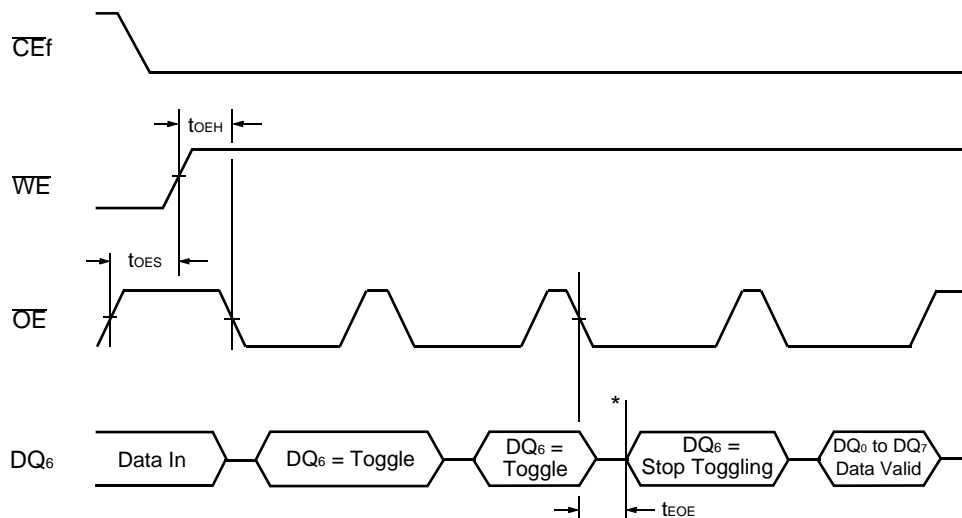 CEf
tOEH
WE
tOES
OE
*
DQ6
Data In
DQ6 = Toggle
DQ6 =
Toggle
DQ6 =
Stop Toggling
DQ0 to DQ7
Data Valid
tEOE